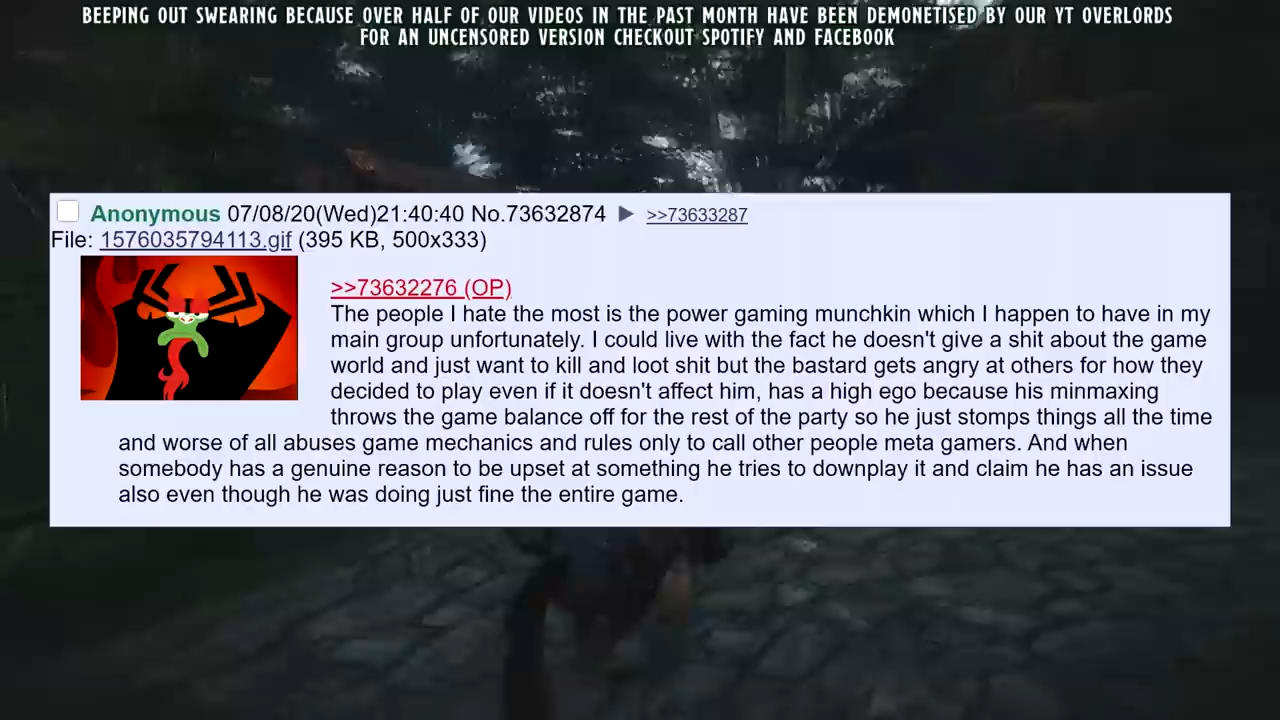 BEEPING OUT SWEARING BECAUSE OVER HALF OF OUR VIDEOS IN THE PAST MONTH HAVE BEEN DEMONETISED BY OUR YT OVERLORDS
FOR AN UNCENSORED VERSION CHECKOUT SPOTIFY AND FACEBOOK
Anonymous 07/08/20(Wed)21:40:40 No.73632874 ▶ >>73633287
File: 1576035794113.gif (395 KB, 500x333)
>>73632276 (OP)
The people I hate the most is the power gaming munchkin which I happen to have in my
main group unfortunately. I could live with the fact he doesn't give a shit about the game
world and just want to kill and loot shit but the bastard gets angry at others for how they
decided to play even if it doesn't affect him, has a high ego because his minmaxing
throws the game balance off for the rest of the party so he just stomps things all the time
and worse of all abuses game mechanics and rules only to call other people meta gamers. And when
somebody has a genuine reason to be upset at something he tries to downplay it and claim he has an issue
also even though he was doing just fine the entire game.